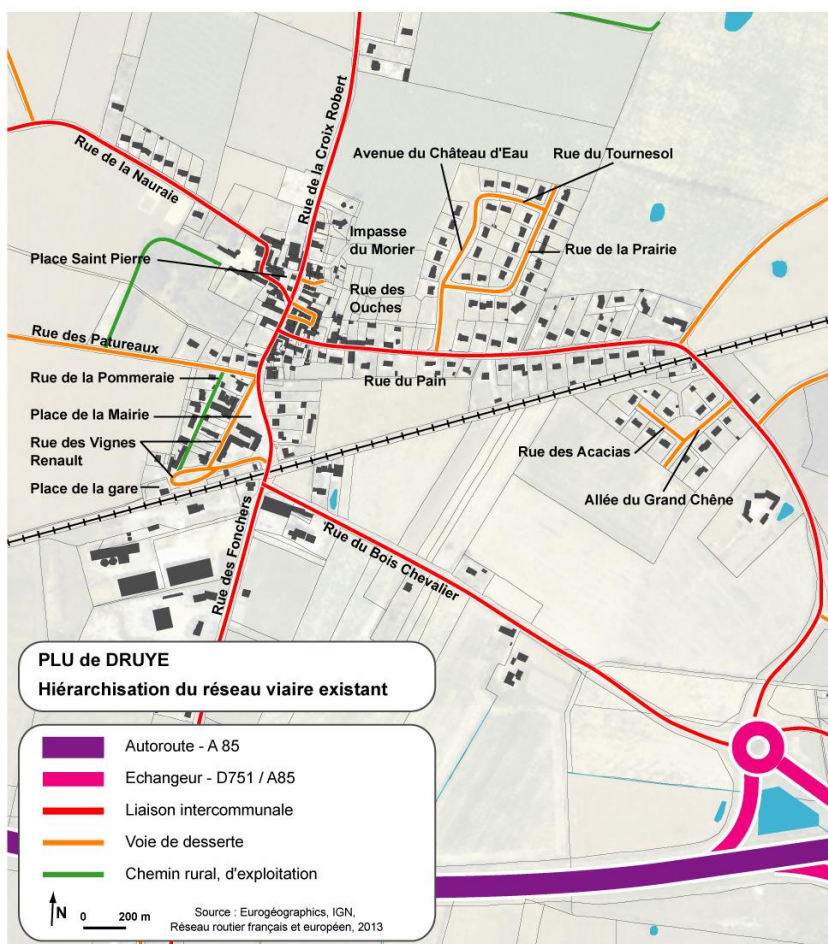 Rue de la Croix Robert
Rue de la Nauraie
Avenue du Château d'Eau
Rue du Tournesol
Impasse
du Morier
Rue de la Prairie
Place Saint Pierre
Rue des
Ouches
Rue des Patureaux
Rue de la Pommeraie
Rue du Pain
Place de la Mairie
Rue des Vignes
Renault
Rue des Acacias
Place de la gare
Allée du Grand Chêne
Rue des Fonchers
Rue du Bois Chevalier
PLU de DRUYE
Hiérarchisation du réseau viaire existant
Autoroute - A 85
Echangeur - D751 / A85
Liaison intercommunale
Voie de desserte
Chemin rural, d'exploitation
N
0 200 m
Source : Eurogéographics, IGN,
Réseau routier français et européen, 2013